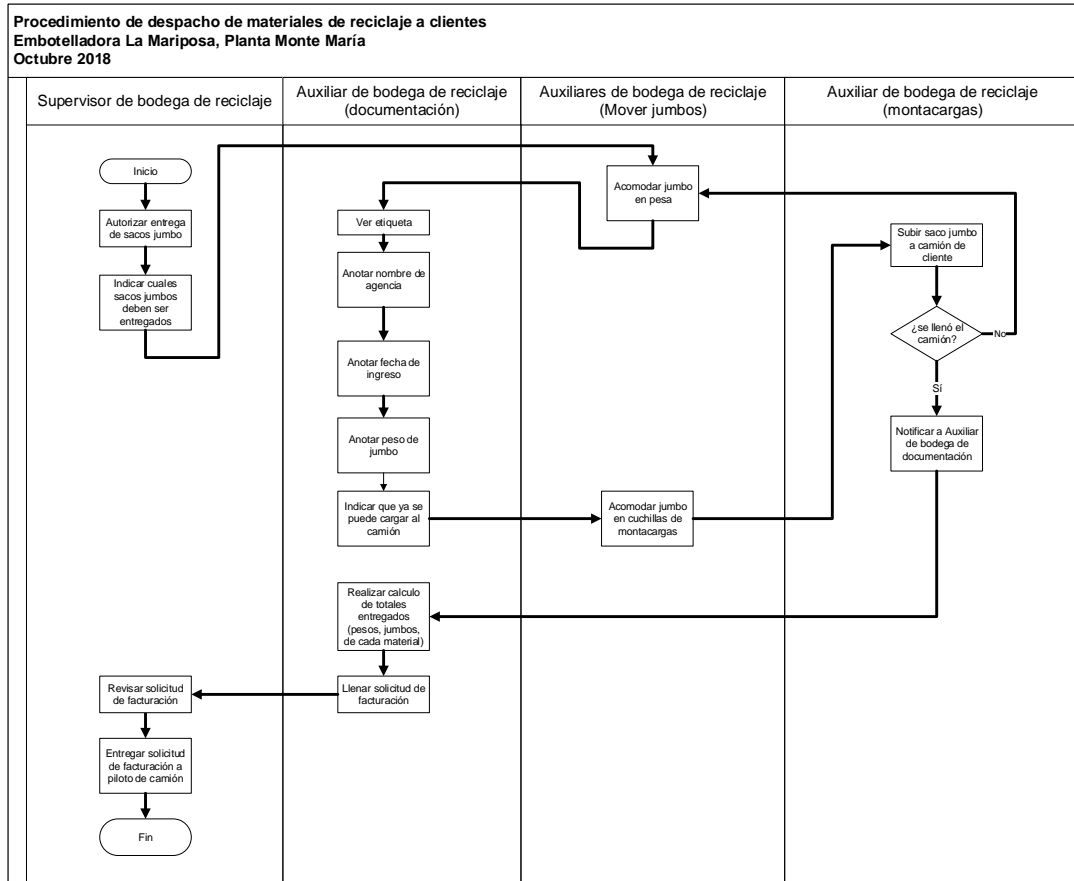 Procedimiento de despacho de materiales de reciclaje a clientes
Embotelladora La Mariposa, Planta Monte María
Octubre 2018
Supervisor de bodega de reciclaje
Auxiliar de bodega de reciclaje
(documentación)
Auxiliares de bodega de reciclaje
(Mover jumbos)
Auxiliar de bodega de reciclaje
(montacargas)
Inicio
Autorizar entrega
de sacos jumbo
Indicar cuales
sacos jumbos
deben ser
entregados
Acomodar jumbo
en pesa
Ver etiqueta
Anotar nombre de
agencia
Anotar fecha de
ingreso
Anotar peso de
jumbo
Indicar que ya se
puede cargar al
camión
Acomodar jumbo
en cuchillas de
montacargas
Subir saco jumbo
a camión de
cliente
¿se llenó el
camión?
No
Sí
Notificar a Auxiliar
de bodega de
documentación
Realizar calculo
de totales
entregados
(pesos, jumbos,
de cada material)
Llenar solicitud de
facturación
Revisar solicitud
de facturación
Entregar solicitud
de facturación a
piloto de camión
Fin